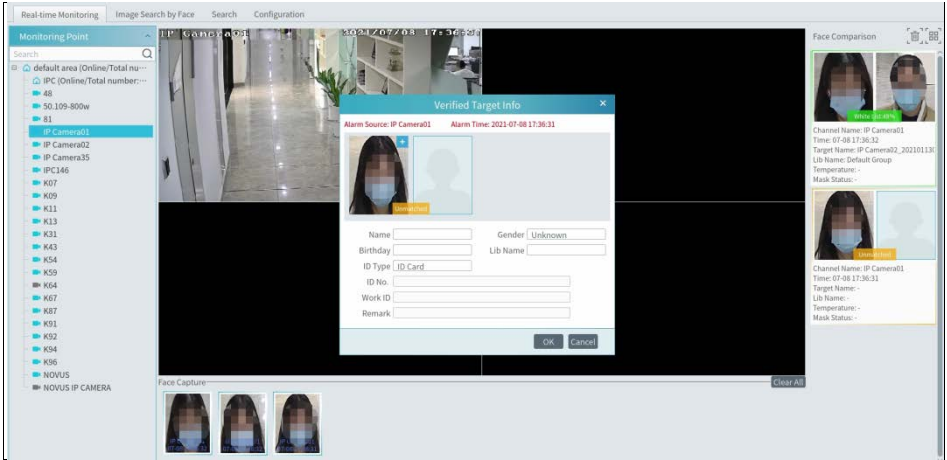 Real-time Monitoring Image Search by Face Search Configuration
Monitoring Point
Search
default area (Online/Total nu···
IPC (Online/Total number:···
48
50.109-800w
81
IP Camera01
IP Camera02
IP Camera35
IPC146
K07
K09
K11
K13
K31
K43
K54
K59
K64
K67
K87
K91
K92
K94
K96
NOVUS
NOVUS IP CAMERA
IP Camera01
2021/07/08 17:36:
Verified Target Info
Alarm Source: IP Camera01 Alarm Time: 2021-07-08 17:36:31
Unmatched
Name Gender Unknown
Birthday Lib Name
ID Type ID Card
ID No.
Work ID
Remark
OK Cancel
Face Capture Clear All
Face Comparison
Channel Name: IP Camera01
Time: 07-08 17:36:32
Target Name: IP Camera02_20210113
Lib Name: Default Group
Temperature: -
Mask Status: -
Unmatched
Channel Name: IP Camera01
Time: 07-08 17:36:31
Target Name: -
Lib Name: -
Temperature: -
Mask Status: -